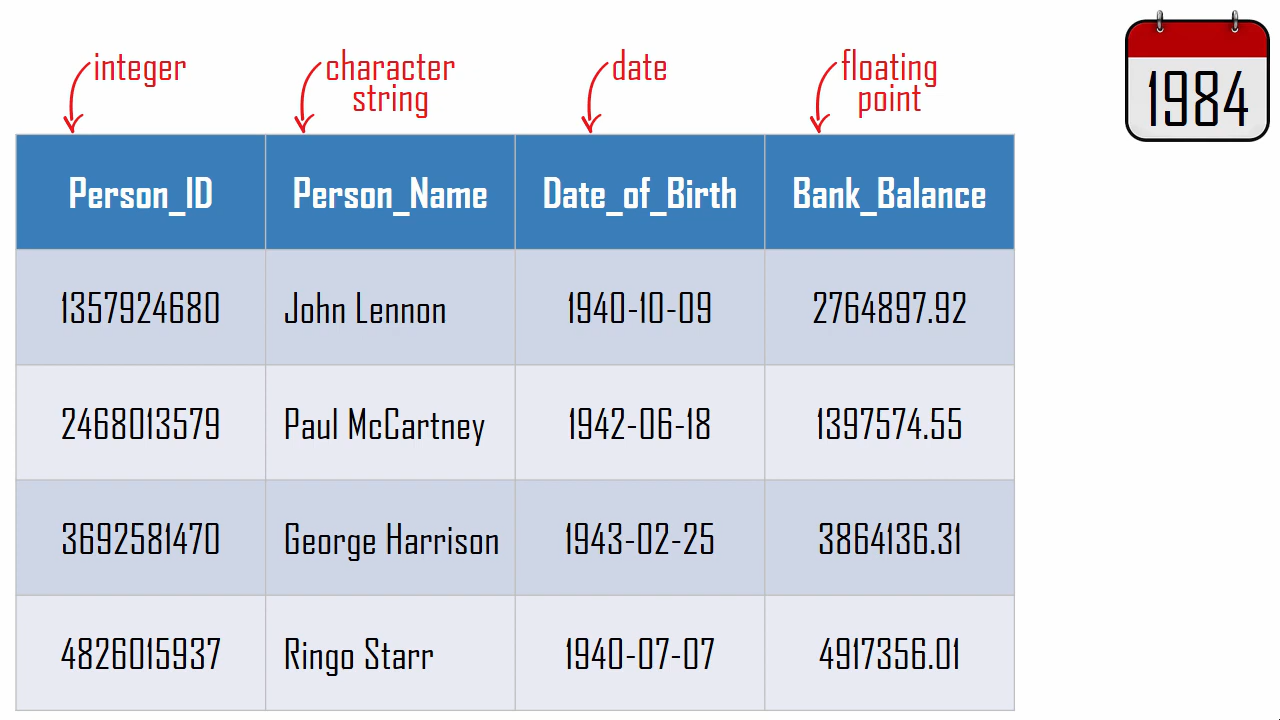 integer
character
string
date
floating
point
1984
Person_ID Person_Name Date_of_Birth Bank_Balance
1357924680 John Lennon 1940-10-09 2764897.92
2468013579 Paul McCartney 1942-06-18 1397574.55
3692581470 George Harrison 1943-02-25 3864136.31
4826015937 Ringo Starr 1940-07-07 4917356.01